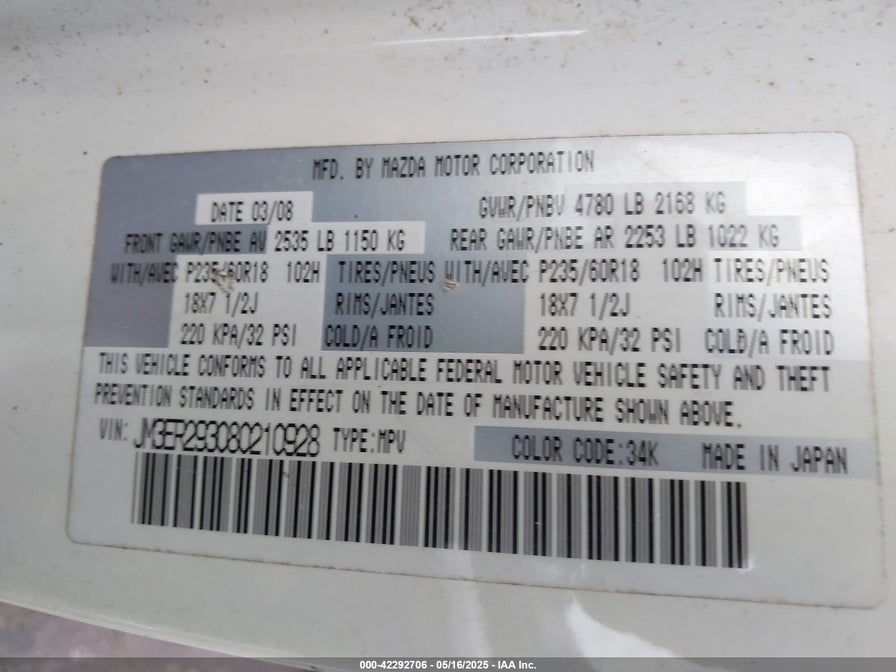 MFD. BY MAZDA MOTOR CORPORATION
DATE 03/08 GVWR/PNBV 4780 LB 2168 KG
FRONT GAWR/PNBE AV 2535 LB 1150 KG REAR GAWR/PNBE AR 2253 LB 1022 KG
WITH/AVEC P235/60R18 102H TIRES/PNEUS WITH/AVEC P235/60R18 102H TIRES/PNEUS
18X7 1/2J RIMS/JANTES 18X7 1/2J RIMS/JANTES
220 KPA/32 PSI COLD/A FROID 220 KPA/32 PSI COLD/A FROID
THIS VEHICLE CONFORMS TO ALL APPLICABLE FEDERAL MOTOR VEHICLE SAFETY AND THEFT
PREVENTION STANDARDS IN EFFECT ON THE DATE OF MANUFACTURE SHOWN ABOVE.
VIN: JM3ER293080210928 TYPE:MPV COLOR CODE:34K MADE IN JAPAN
000-42292706 - 05/16/2025 - IAA Inc.